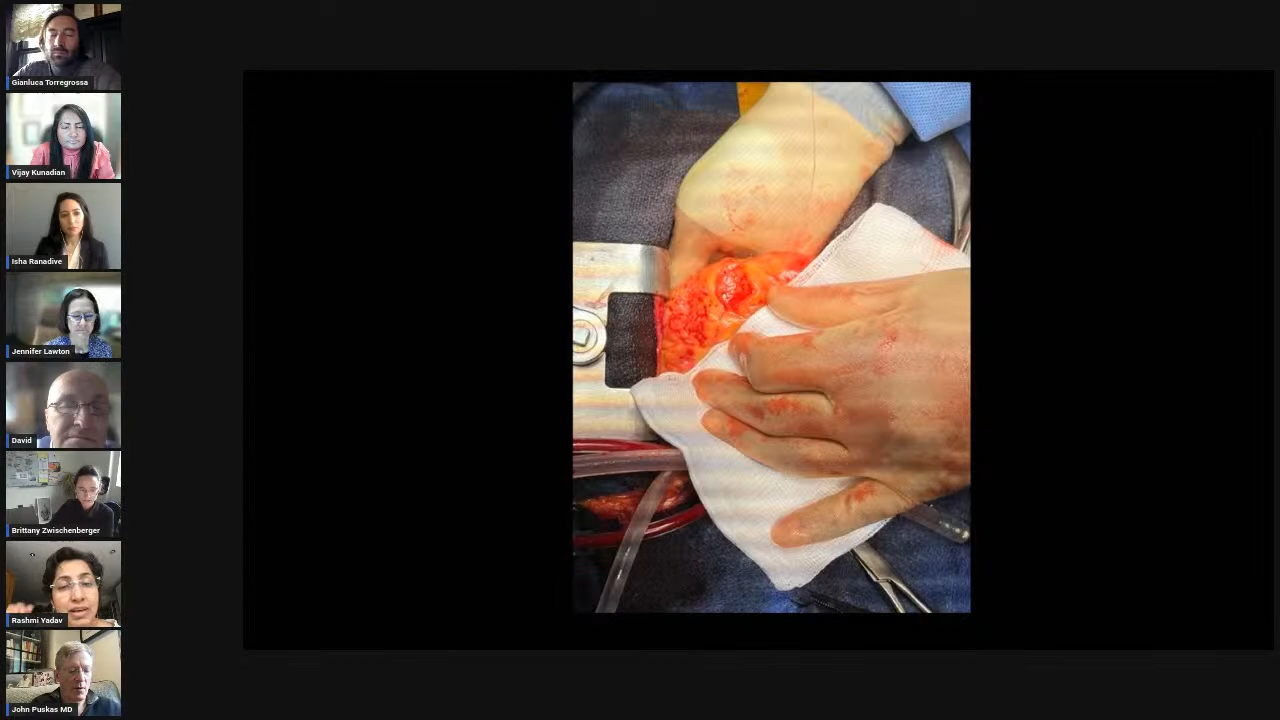 Gianluca Torregrossa
Vijay Kunadian
Isha Ranadive
Jennifer Lawton
David
Brittany Zwischenberger
Rashmi Yadav
John Puskas MD